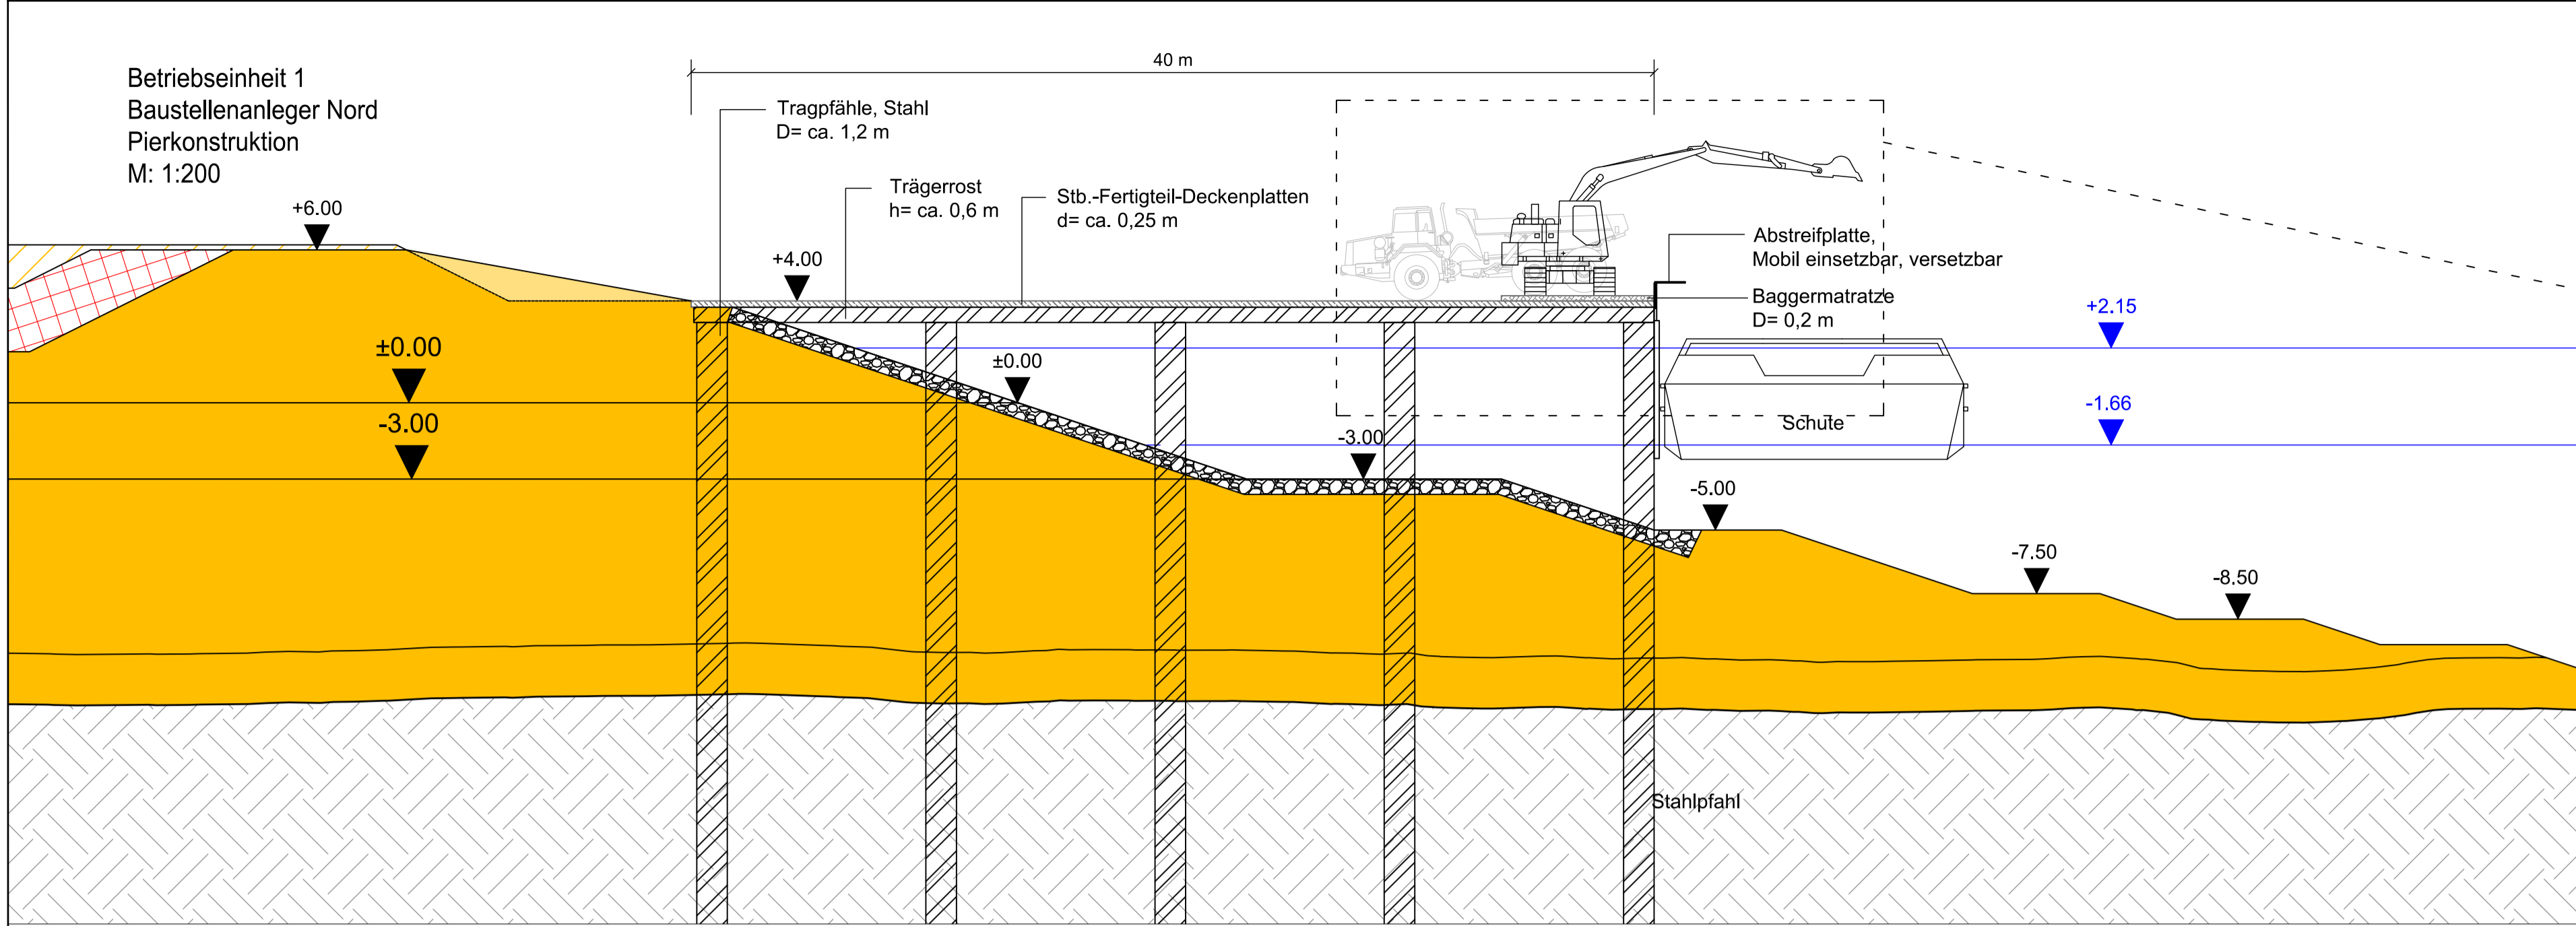 Betriebseinheit 1
Baustellenanleger Nord
Pierkonstruktion
M: 1:200
40 m
Tragpfähle, Stahl
D= ca. 1,2 m
Trägerrost
h= ca. 0,6 m
Stb.-Fertigteil-Deckenplatten
d= ca. 0,25 m
+6.00
+4.00
Abstreifplatte,
Mobil einsetzbar, versetzbar
Baggermatratze
D= 0,2 m
+2.15
±0.00
±0.00
-3.00
-1.66
Schute
-3.00
-5.00
-7.50
-8.50
Stahlpfahl